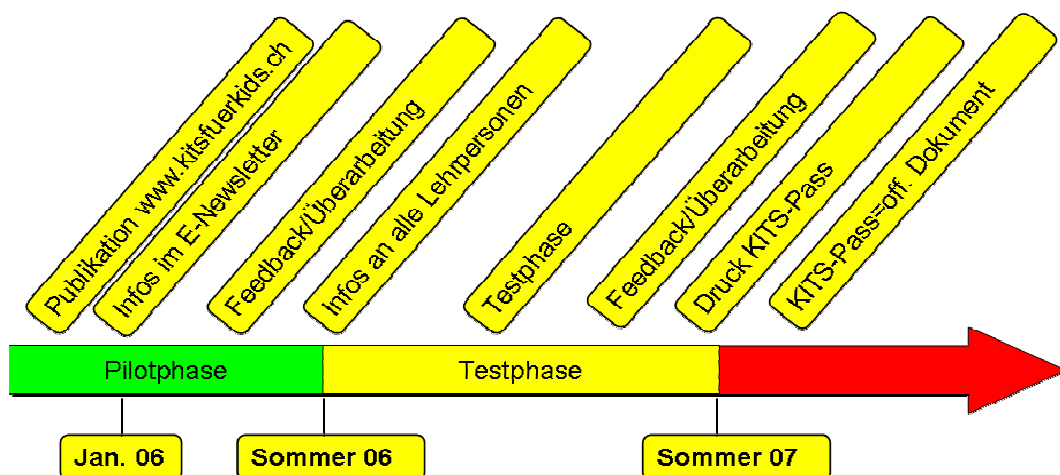 Publikation www.kitsfuerkids.ch
Infos im E-Newsletter
Feedback/Überarbeitung
Infos an alle Lehrpersonen
Testphase
Feedback/Überarbeitung
Druck KITS-Pass
KITS-Pass=off. Dokument
Pilotphase
Testphase
Jan. 06
Sommer 06
Sommer 07